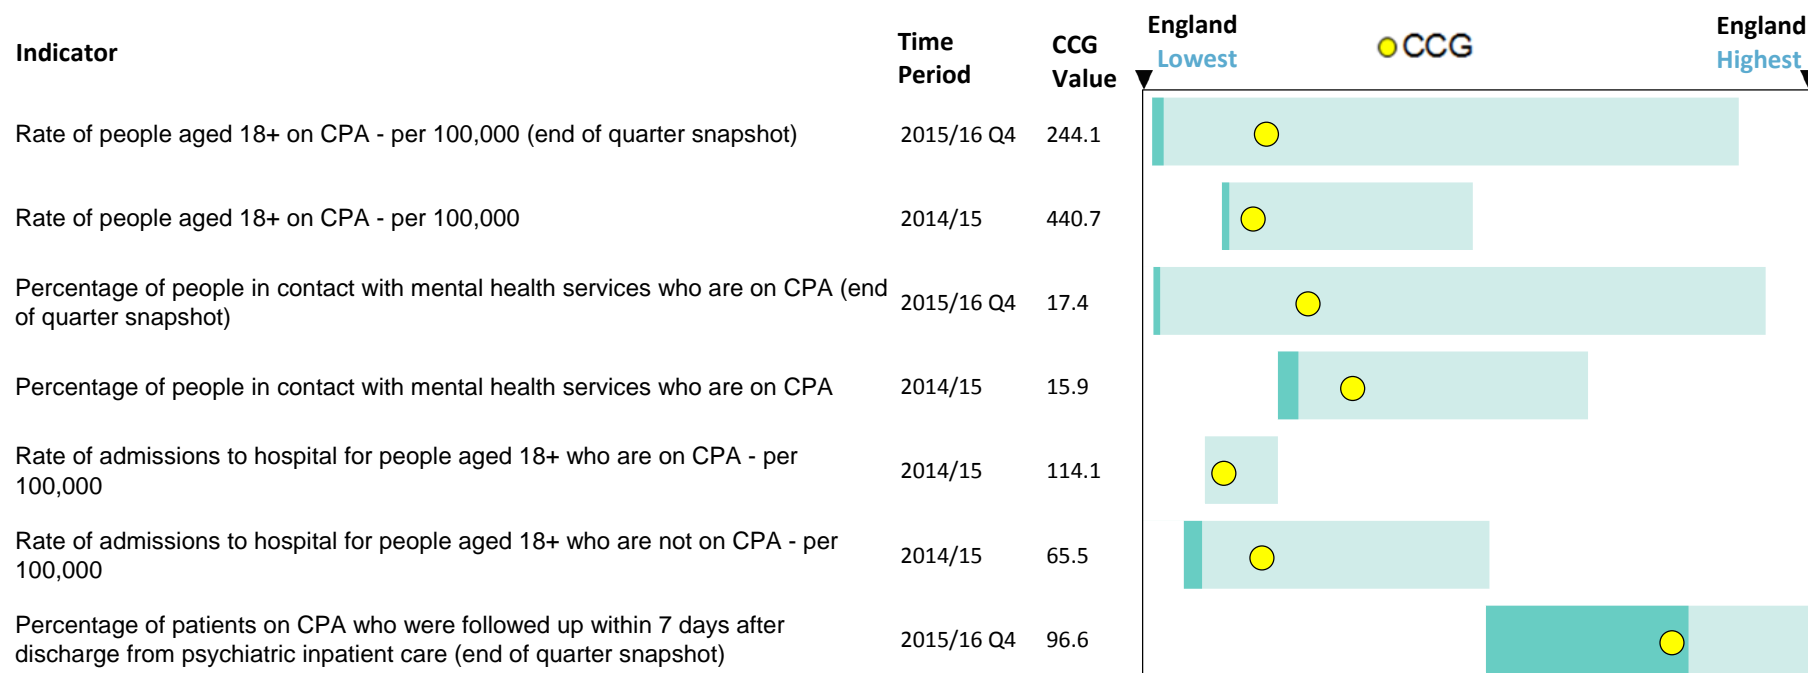 Indicator
Time
Period
CCG
Value
England
Lowest
CCG
England
Highest
Rate of people aged 18+ on CPA - per 100,000 (end of quarter snapshot) 2015/16 Q4 244.1
Rate of people aged 18+ on CPA - per 100,000 2014/15 440.7
Percentage of people in contact with mental health services who are on CPA (end
of quarter snapshot) 2015/16 Q4 17.4
Percentage of people in contact with mental health services who are on CPA 2014/15 15.9
Rate of admissions to hospital for people aged 18+ who are on CPA - per
100,000 2014/15 114.1
Rate of admissions to hospital for people aged 18+ who are not on CPA - per
100,000 2014/15 65.5
Percentage of patients on CPA who were followed up within 7 days after
discharge from psychiatric inpatient care (end of quarter snapshot) 2015/16 Q4 96.6